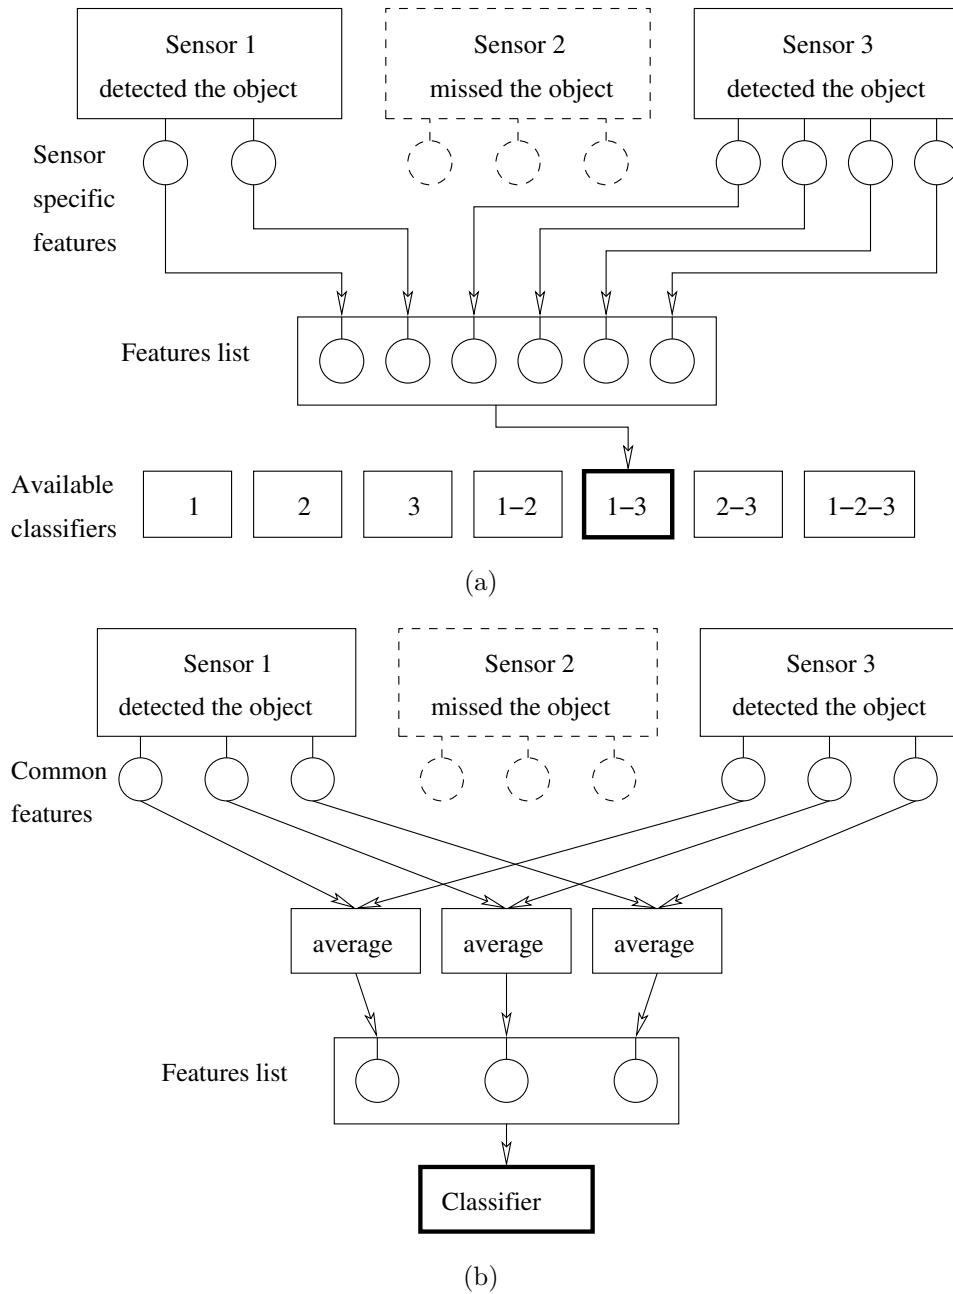 Sensor 1
detected the object
Sensor 2
missed the object
Sensor 3
detected the object
Sensor
specific
features
Features list
Available
classifiers
1
2
3
1−2
1−3
2−3
1−2−3
(a)
Sensor 1
detected the object
Sensor 2
missed the object
Sensor 3
detected the object
Common
features
average
average
average
Features list
Classifier
(b)